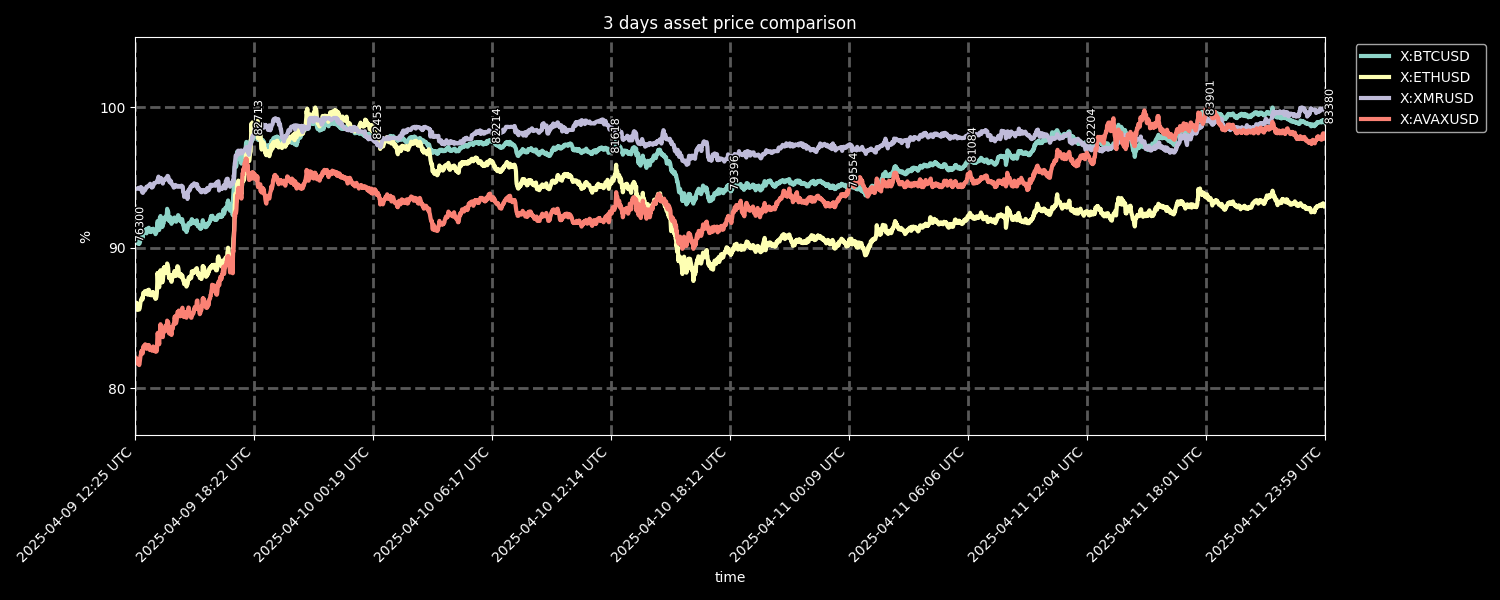 3 days asset price comparison
X:BTCUSD
X:ETHUSD
X:XMRUSD
X:AVAXUSD
100
90
80
%
76300
82713
82453
82214
81618
79396
79554
81084
82204
83901
83380
2025-04-09 12:25 UTC
2025-04-09 18:22 UTC
2025-04-10 00:19 UTC
2025-04-10 06:17 UTC
2025-04-10 12:14 UTC
2025-04-10 18:12 UTC
2025-04-11 00:09 UTC
2025-04-11 06:06 UTC
2025-04-11 12:04 UTC
2025-04-11 18:01 UTC
2025-04-11 23:59 UTC
time